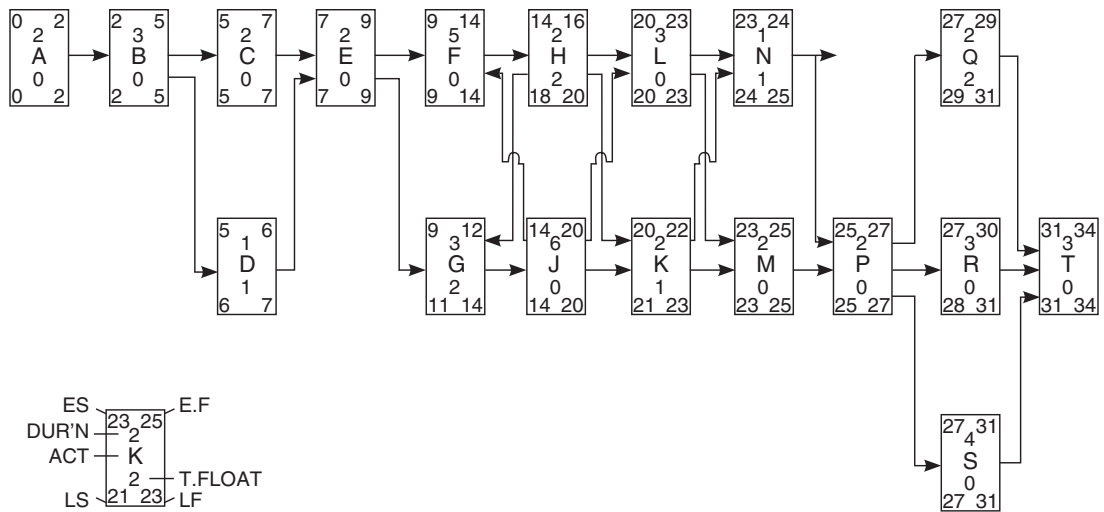 0 2
2
A
0
0 2
2 5
3
B
0
2 5
5 7
2
C
0
5 7
7 9
2
E
0
7 9
9 14
5
F
0
9 14
14 16
2
H
2
18 20
20 23
3
L
0
20 23
23 24
1
N
1
24 25
27 29
2
Q
2
29 31
5 6
1
D
1
6 7
9 12
3
G
2
11 14
14 20
6
J
0
14 20
20 22
2
K
1
21 23
23 25
2
M
0
23 25
25 27
2
P
0
25 27
27 30
3
R
0
28 31
31 34
3
T
0
31 34
27 31
4
S
0
27 31
ES
E.F
23 25
DUR'N
2
ACT
K
2
T.FLOAT
LS
21 23
LF